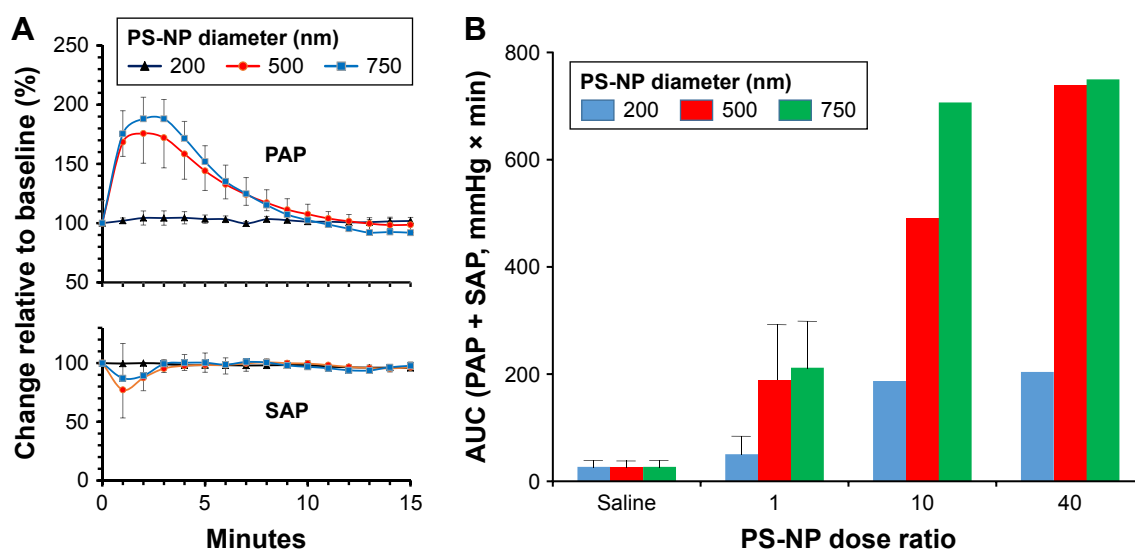 A
PS-NP diameter (nm)
200 500 750
Change relative to baseline (%)
250
200
150
100
50
PAP
100
50
0
SAP
0 5 10 15
Minutes
B
PS-NP diameter (nm)
200 500 750
AUC (PAP + SAP, mmHg × min)
800
600
400
200
0
Saline 1 10 40
PS-NP dose ratio